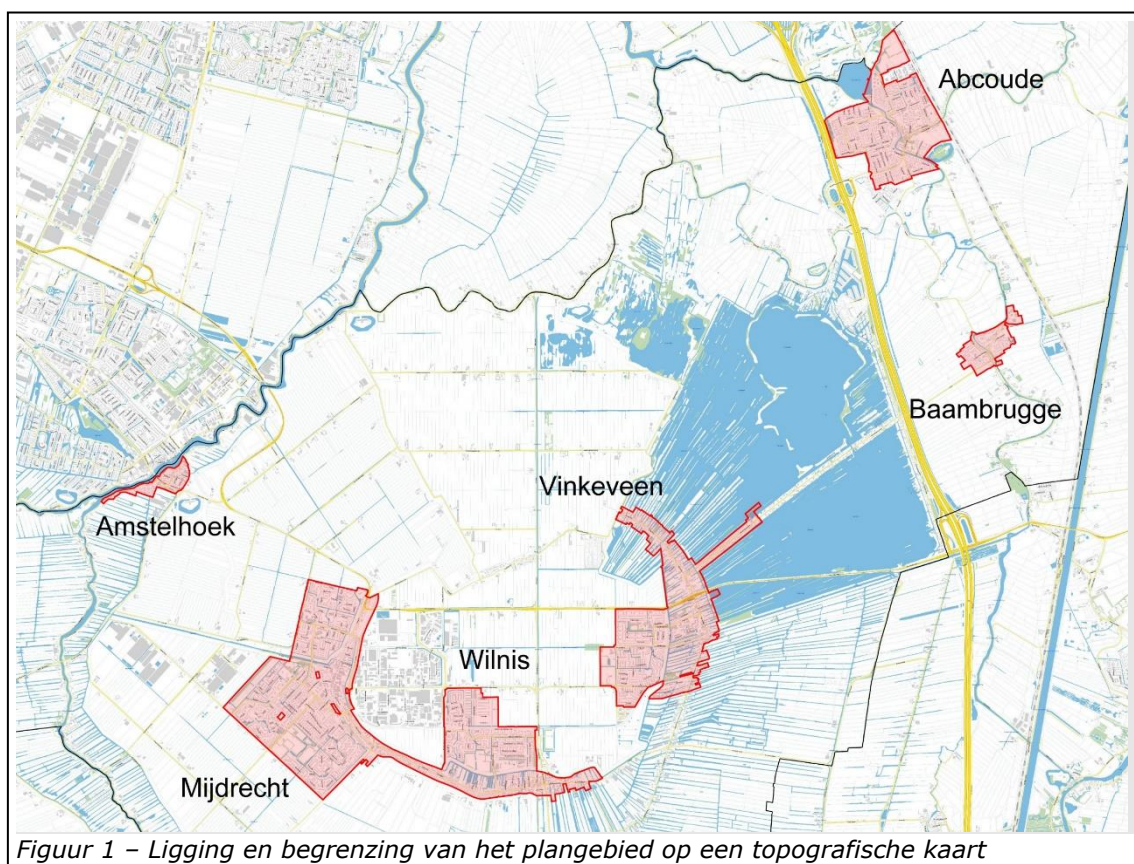 Abcoude
Baambrugge
Vinkeveen
Amstelhoek
Wilnis
Mijdrecht
Figuur 1 – Ligging en begrenzing van het plangebied op een topografische kaart